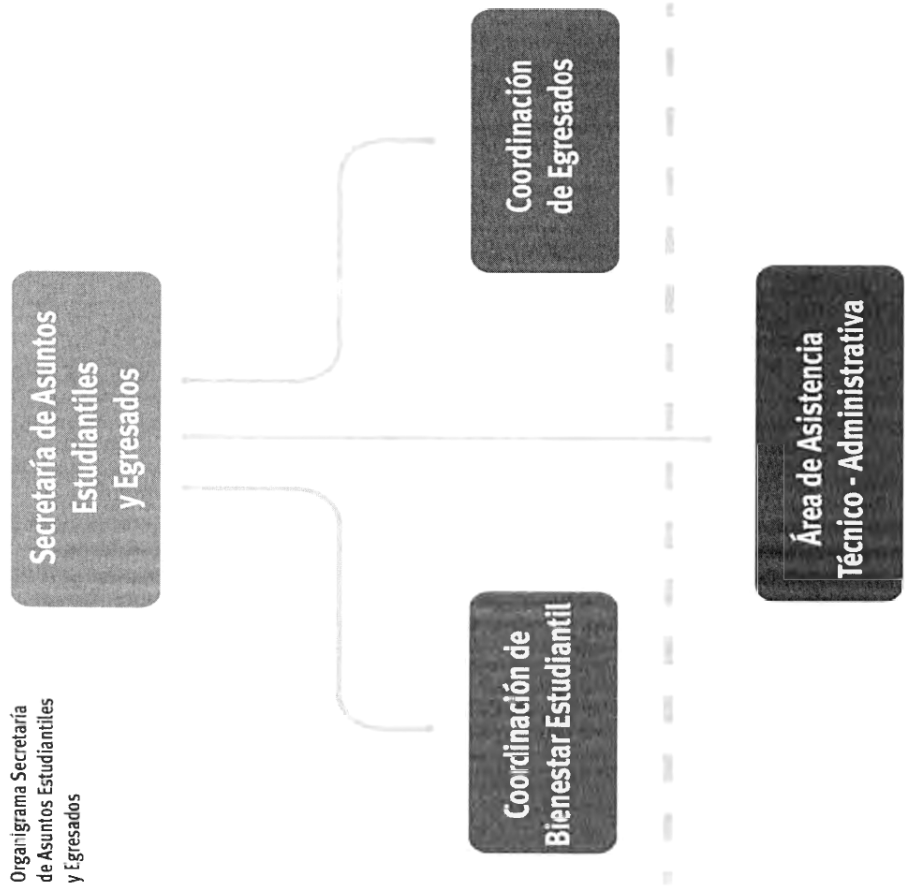 Organigrama Secretaría
de Asuntos Estudiantiles
y Egresados
Secretaría de Asuntos
Estudiantiles
y Egresados
Coordinación de
Bienestar Estudiantil
Coordinación
de Egresados
Área de Asistencia
Técnico - Administrativa